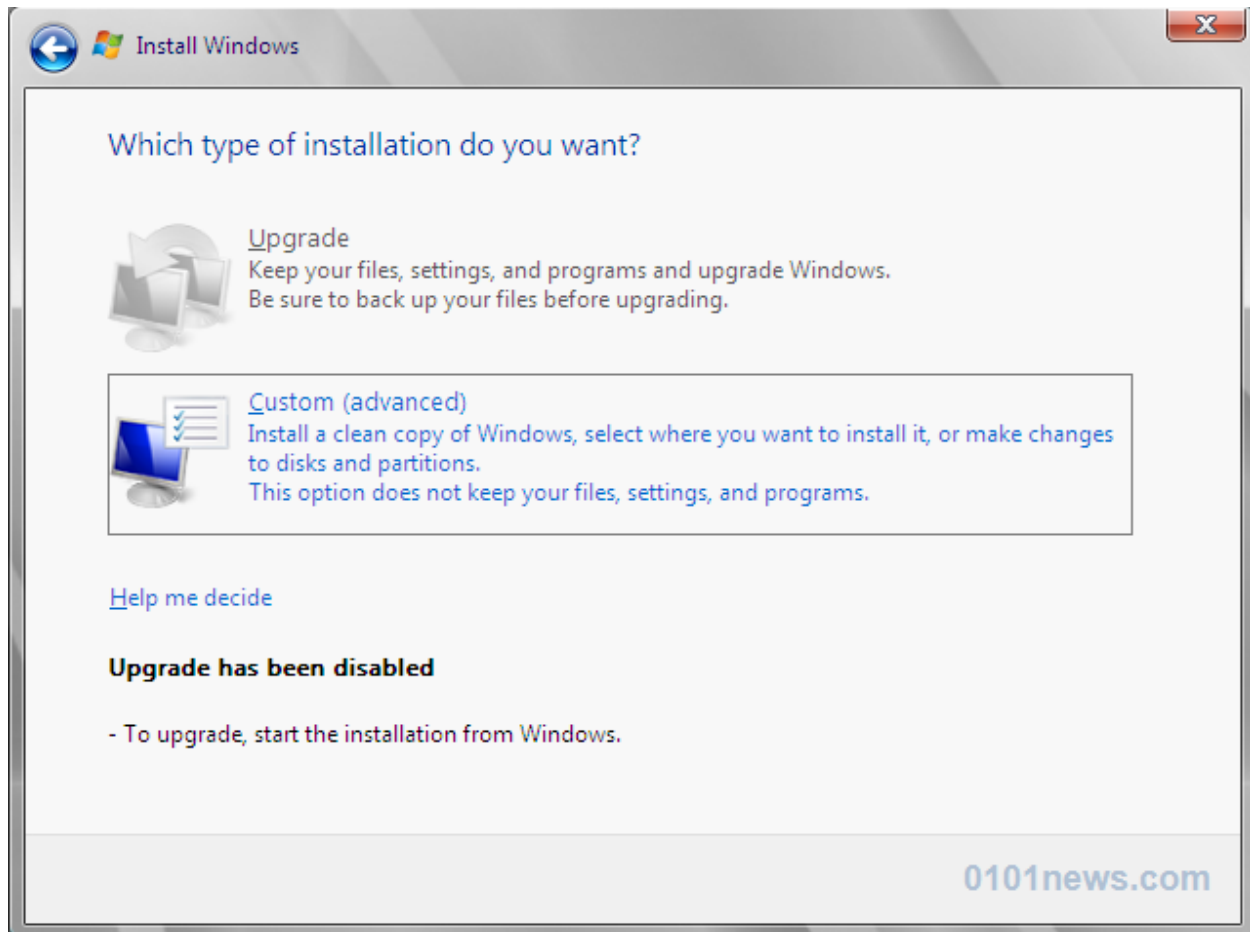 Install Windows
Which type of installation do you want?
Upgrade
Keep your files, settings, and programs and upgrade Windows.
Be sure to back up your files before upgrading.
Custom (advanced)
Install a clean copy of Windows, select where you want to install it, or make changes
to disks and partitions.
This option does not keep your files, settings, and programs.
Help me decide
Upgrade has been disabled
- To upgrade, start the installation from Windows.
0101news.com